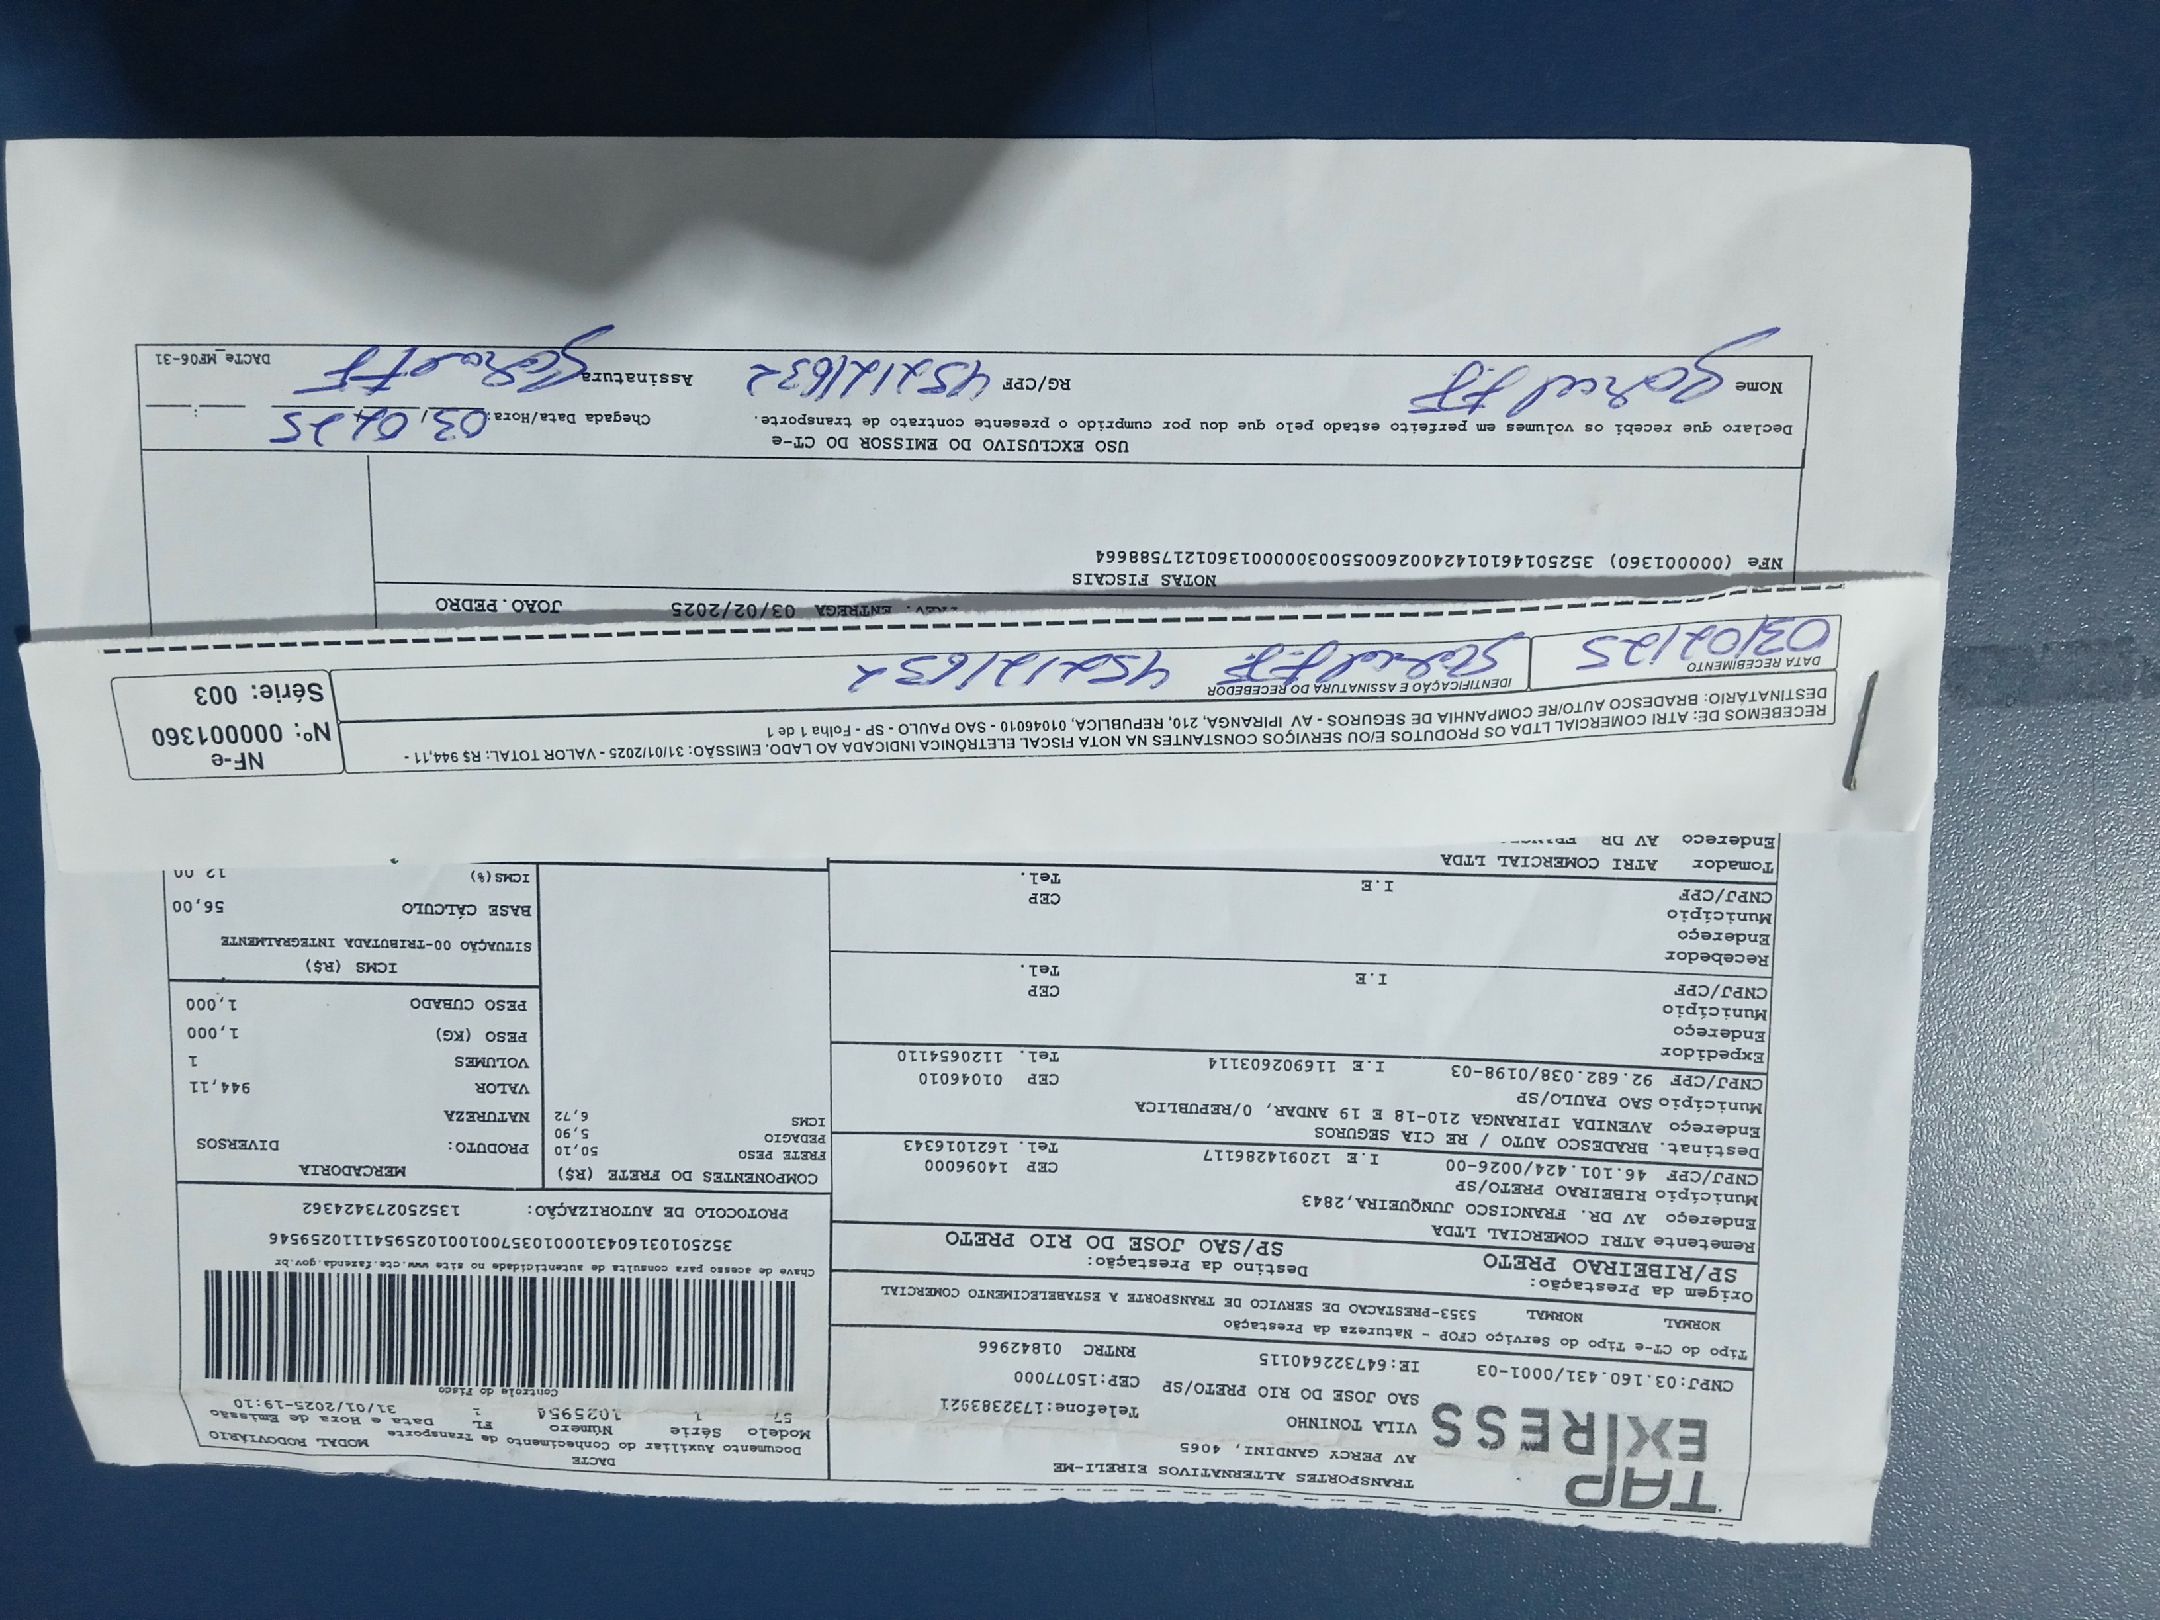 TAP
EXPRESS
TRANSPORTES ALTERNATIVOS EIRELI-ME
AV PERCY GANDINI, 4065
VILA TONINHO Telefone:1732383921
SAO JOSE DO RIO PRETO/SP CEP:15077000
CNPJ:03.160.431/0001-03 IE:647322640115 RNTRC 01842966
DACTE
Documento Auxiliar do Conhecimento de Transporte MODAL RODOVIÁRIO
Modelo Série Número FL Data e Hora de Emissão
57 1 1025954 1 31/01/2025-19:10
Controle do Fisco
Chave de acesso para consulta de autenticidade no site www.cte.fazenda.gov.br
35250103160431000103570010010259541110259546
PROTOCOLO DE AUTORIZAÇÃO: 135250273424362
Tipo do CT-e Tipo do Serviço CFOP - Natureza da Prestação
NORMAL NORMAL 5353-PRESTACAO DE SERVICO DE TRANSPORTE A ESTABELECIMENTO COMERCIAL
Origem da Prestação: Destino da Prestação:
SP/RIBEIRAO PRETO SP/SAO JOSE DO RIO PRETO
Remetente ATRI COMERCIAL LTDA
Endereço AV DR. FRANCISCO JUNQUEIRA,2843
Município RIBEIRAO PRETO/SP CEP 14096000
CNPJ/CPF 46.101.424/0026-00 I.E 120914286117 Tel. 1621016343
Destinat. BRADESCO AUTO / RE CIA SEGUROS
Endereço AVENIDA IPIRANGA 210-18 E 19 ANDAR, 0/REPUBLICA
Município SAO PAULO/SP CEP 01046010
CNPJ/CPF 92.682.038/0198-03 I.E 116902603114 Tel. 1120654110
Expedidor
Endereço
Município CEP
CNPJ/CPF I.E Tel.
Recebedor
Endereço
Município CEP
CNPJ/CPF I.E Tel.
Tomador ATRI COMERCIAL LTDA
Endereco AV DR
COMPONENTES DO FRETE (R$)
FRETE PESO 50,10
PEDAGIO 5,90
ICMS 6,72
MERCADORIA
PRODUTO: DIVERSOS
NATUREZA
VALOR 944,11
VOLUMES 1
PESO (KG) 1,000
PESO CUBADO 1,000
ICMS (R$)
SITUAÇÃO 00-TRIBUTADA INTEGRALMENTE
BASE CÁLCULO 56,00
ICMS(%) 12,00
RECEBEMOS DE: ATRI COMERCIAL LTDA OS PRODUTOS E/OU SERVIÇOS CONSTANTES NA NOTA FISCAL ELETRÔNICA INDICADA AO LADO. EMISSÃO: 31/01/2025 - VALOR TOTAL: R$ 944,11 -
DESTINATÁRIO: BRADESCO AUTO/RE COMPANHIA DE SEGUROS - AV IPIRANGA, 210, REPUBLICA, 01046010 - SAO PAULO - SP - Folha 1 de 1
DATA RECEBIMENTO
03/02/25
IDENTIFICAÇÃO E ASSINATURA DO RECEBEDOR
452121632
NF-e
Nº: 000001360
Série: 003
ENTREGA 03/02/2025 JOAO.PEDRO
NOTAS FISCAIS
NFe (000001360) 35250146101424002600550030000013601217588664
USO EXCLUSIVO DO EMISSOR DO CT-e
Declaro que recebi os volumes em perfeito estado pelo que dou por cumprido o presente contrato de transporte. Chegada Data/Hora: 03/02/25 :
Nome RG/CPF 452121632 Assinatura
DACTe_MF06-31